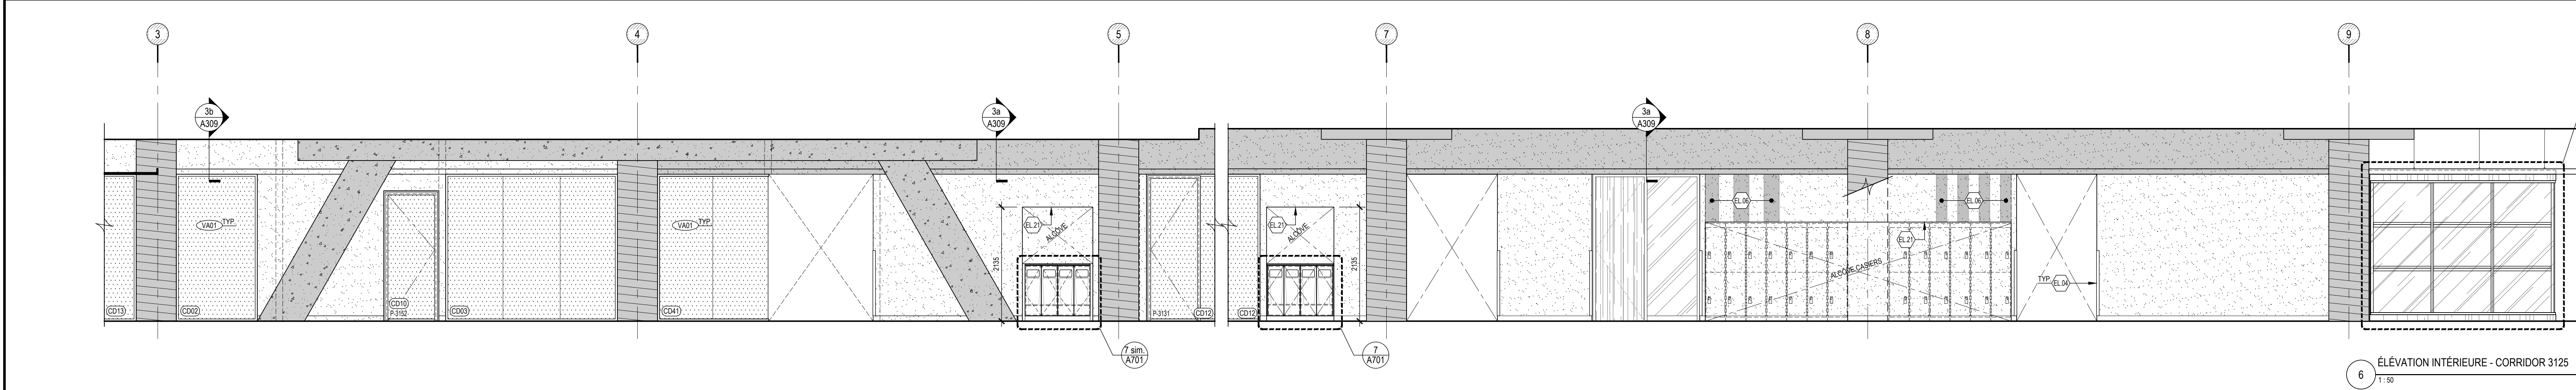 3
4
5
7
8
9
3b
A309
3a
A309
3a
A309
VA01 TYP.
VA01 TYP.
EL.21
ALCÔVE
EL.21
ALCÔVE
EL.06
EL.06
EL.21
ALCÔVE CASIERS
TYP. EL.04
2135
2135
CD13
CD02
CD10
P-3152
CD03
CD41
P-3131
CD12
CD12
7 sim.
A701
7
A701
6
ÉLÉVATION INTÉRIEURE - CORRIDOR 3125
1 : 50